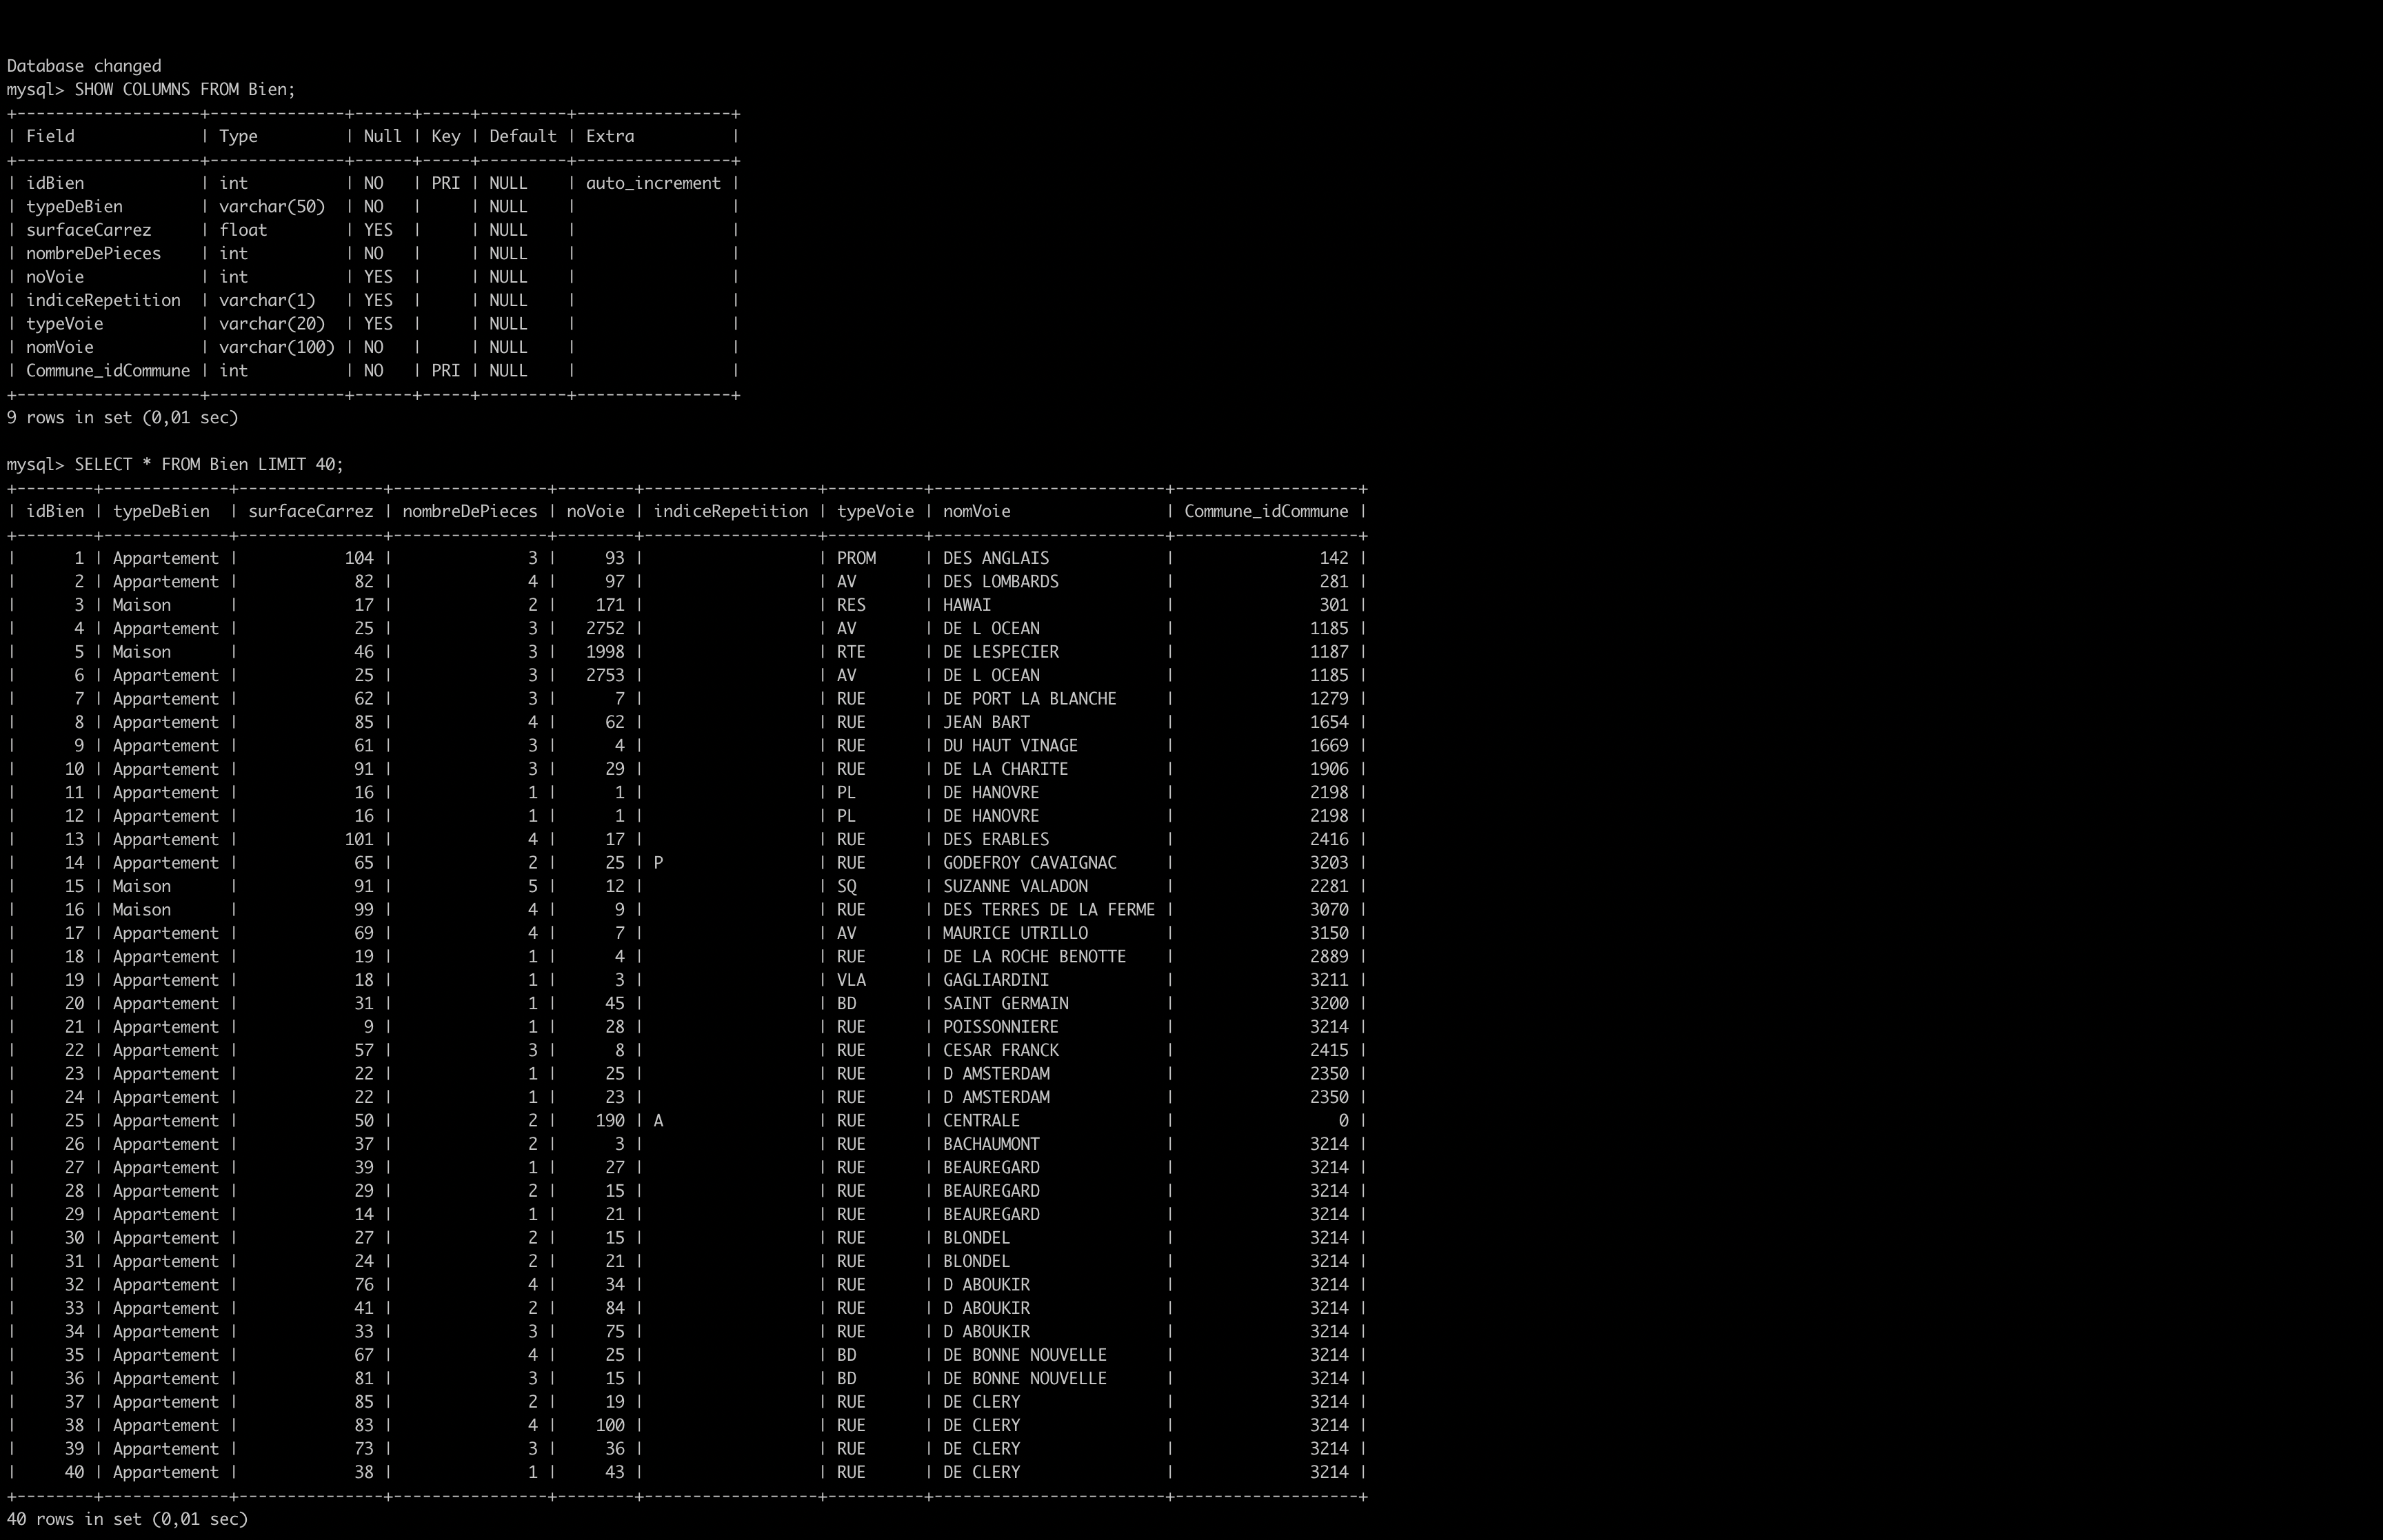 Database changed
mysql> SHOW COLUMNS FROM Bien;
+-------------------+--------------+------+-----+---------+----------------+
| Field             | Type         | Null | Key | Default | Extra          |
+-------------------+--------------+------+-----+---------+----------------+
| idBien            | int          | NO   | PRI | NULL    | auto_increment |
| typeDeBien        | varchar(50)  | NO   |     | NULL    |                |
| surfaceCarrez     | float        | YES  |     | NULL    |                |
| nombreDePieces    | int          | NO   |     | NULL    |                |
| noVoie            | int          | YES  |     | NULL    |                |
| indiceRepetition  | varchar(1)   | YES  |     | NULL    |                |
| typeVoie          | varchar(20)  | YES  |     | NULL    |                |
| nomVoie           | varchar(100) | NO   |     | NULL    |                |
| Commune_idCommune | int          | NO   | PRI | NULL    |                |
+-------------------+--------------+------+-----+---------+----------------+
9 rows in set (0,01 sec)
mysql> SELECT * FROM Bien LIMIT 40;
+--------+-------------+---------------+----------------+--------+------------------+----------+------------------------+-------------------+
| idBien | typeDeBien  | surfaceCarrez | nombreDePieces | noVoie | indiceRepetition | typeVoie | nomVoie                | Commune_idCommune |
+--------+-------------+---------------+----------------+--------+------------------+----------+------------------------+-------------------+
|      1 | Appartement |           104 |              3 |     93 |                  | PROM     | DES ANGLAIS            |               142 |
|      2 | Appartement |            82 |              4 |     97 |                  | AV       | DES LOMBARDS           |               281 |
|      3 | Maison      |            17 |              2 |    171 |                  | RES      | HAWAI                  |               301 |
|      4 | Appartement |            25 |              3 |   2752 |                  | AV       | DE L OCEAN             |              1185 |
|      5 | Maison      |            46 |              3 |   1998 |                  | RTE      | DE LESPECIER           |              1187 |
|      6 | Appartement |            25 |              3 |   2753 |                  | AV       | DE L OCEAN             |              1185 |
|      7 | Appartement |            62 |              3 |      7 |                  | RUE      | DE PORT LA BLANCHE     |              1279 |
|      8 | Appartement |            85 |              4 |     62 |                  | RUE      | JEAN BART              |              1654 |
|      9 | Appartement |            61 |              3 |      4 |                  | RUE      | DU HAUT VINAGE         |              1669 |
|     10 | Appartement |            91 |              3 |     29 |                  | RUE      | DE LA CHARITE          |              1906 |
|     11 | Appartement |            16 |              1 |      1 |                  | PL       | DE HANOVRE             |              2198 |
|     12 | Appartement |            16 |              1 |      1 |                  | PL       | DE HANOVRE             |              2198 |
|     13 | Appartement |           101 |              4 |     17 |                  | RUE      | DES ERABLES            |              2416 |
|     14 | Appartement |            65 |              2 |     25 | P                | RUE      | GODEFROY CAVAIGNAC     |              3203 |
|     15 | Maison      |            91 |              5 |     12 |                  | SQ       | SUZANNE VALADON        |              2281 |
|     16 | Maison      |            99 |              4 |      9 |                  | RUE      | DES TERRES DE LA FERME |              3070 |
|     17 | Appartement |            69 |              4 |      7 |                  | AV       | MAURICE UTRILLO        |              3150 |
|     18 | Appartement |            19 |              1 |      4 |                  | RUE      | DE LA ROCHE BENOTTE    |              2889 |
|     19 | Appartement |            18 |              1 |      3 |                  | VLA      | GAGLIARDINI            |              3211 |
|     20 | Appartement |            31 |              1 |     45 |                  | BD       | SAINT GERMAIN          |              3200 |
|     21 | Appartement |             9 |              1 |     28 |                  | RUE      | POISSONNIERE           |              3214 |
|     22 | Appartement |            57 |              3 |      8 |                  | RUE      | CESAR FRANCK           |              2415 |
|     23 | Appartement |            22 |              1 |     25 |                  | RUE      | D AMSTERDAM            |              2350 |
|     24 | Appartement |            22 |              1 |     23 |                  | RUE      | D AMSTERDAM            |              2350 |
|     25 | Appartement |            50 |              2 |    190 | A                | RUE      | CENTRALE               |                 0 |
|     26 | Appartement |            37 |              2 |      3 |                  | RUE      | BACHAUMONT             |              3214 |
|     27 | Appartement |            39 |              1 |     27 |                  | RUE      | BEAUREGARD             |              3214 |
|     28 | Appartement |            29 |              2 |     15 |                  | RUE      | BEAUREGARD             |              3214 |
|     29 | Appartement |            14 |              1 |     21 |                  | RUE      | BEAUREGARD             |              3214 |
|     30 | Appartement |            27 |              2 |     15 |                  | RUE      | BLONDEL                |              3214 |
|     31 | Appartement |            24 |              2 |     21 |                  | RUE      | BLONDEL                |              3214 |
|     32 | Appartement |            76 |              4 |     34 |                  | RUE      | D ABOUKIR              |              3214 |
|     33 | Appartement |            41 |              2 |     84 |                  | RUE      | D ABOUKIR              |              3214 |
|     34 | Appartement |            33 |              3 |     75 |                  | RUE      | D ABOUKIR              |              3214 |
|     35 | Appartement |            67 |              4 |     25 |                  | BD       | DE BONNE NOUVELLE      |              3214 |
|     36 | Appartement |            81 |              3 |     15 |                  | BD       | DE BONNE NOUVELLE      |              3214 |
|     37 | Appartement |            85 |              2 |     19 |                  | RUE      | DE CLERY               |              3214 |
|     38 | Appartement |            83 |              4 |    100 |                  | RUE      | DE CLERY               |              3214 |
|     39 | Appartement |            73 |              3 |     36 |                  | RUE      | DE CLERY               |              3214 |
|     40 | Appartement |            38 |              1 |     43 |                  | RUE      | DE CLERY               |              3214 |
+--------+-------------+---------------+----------------+--------+------------------+----------+------------------------+-------------------+
40 rows in set (0,01 sec)